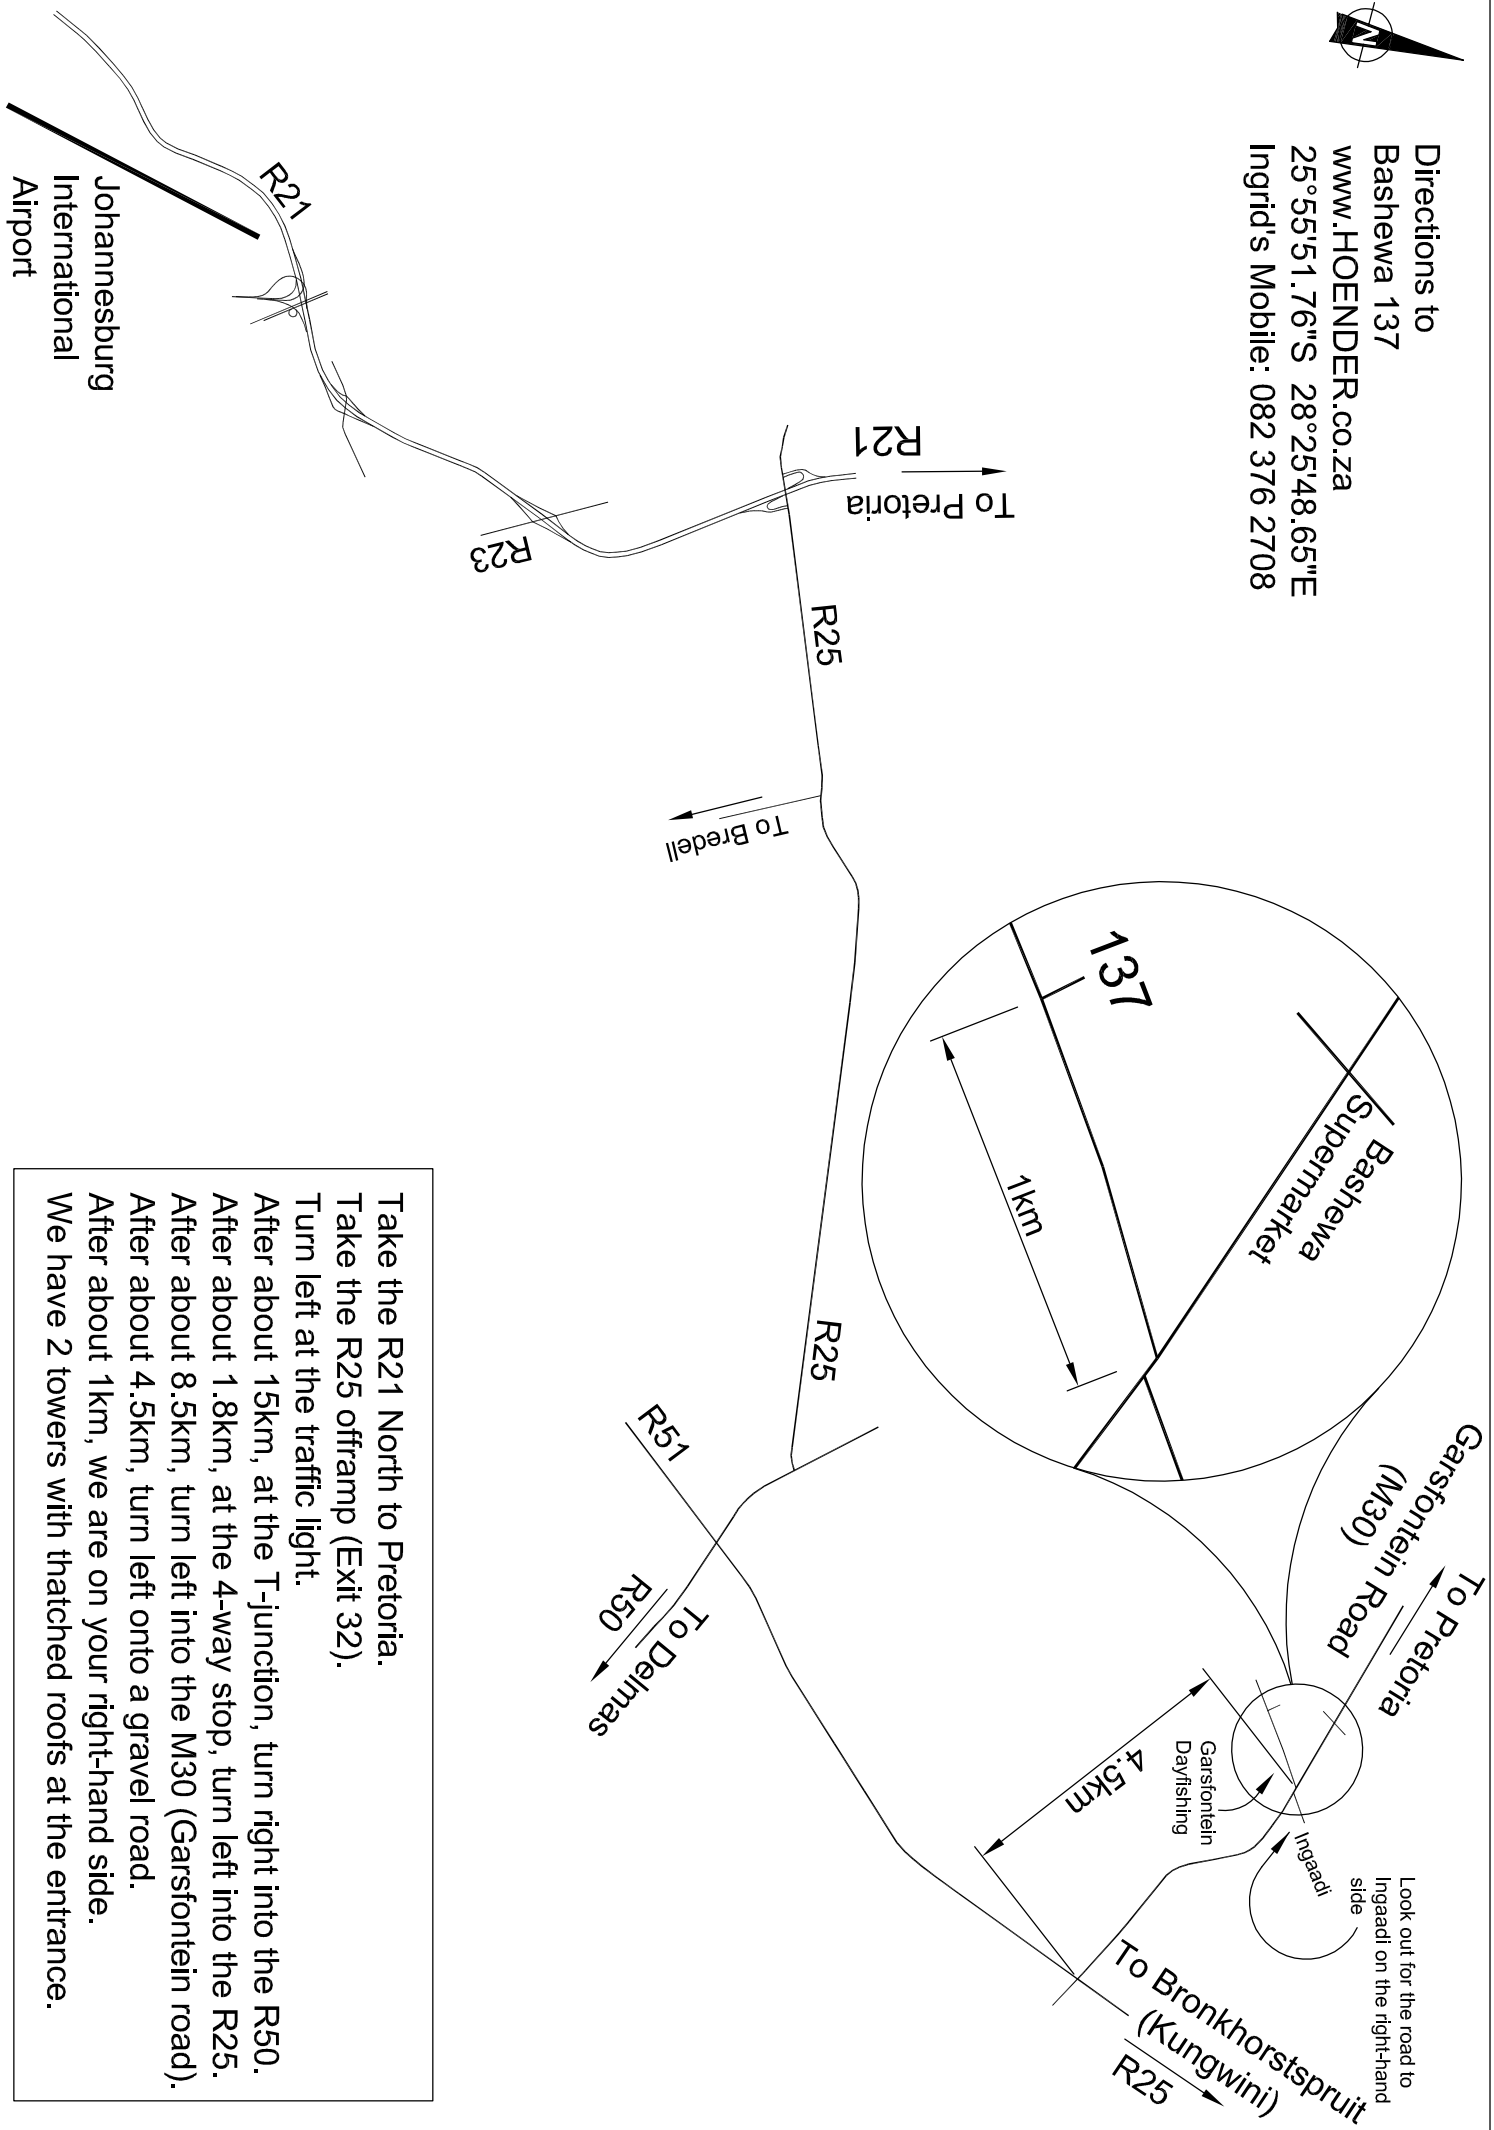 N
Directions to
Bashewa 137
www.HOENDER.co.za
25°55'51.76"S 28°25'48.65"E
Ingrid's Mobile: 082 376 2708
Look out for the road to
Ingaadi on the right-hand
side
Ingaadi
To Pretoria
Garsfontein Road
(M30)
Garsfontein
Dayfishing
4.5km
To Bronkhorstspruit
(Kungwini)
R25
Bashewa
Supermarket
137
1km
R21
To Pretoria
R25
R23
To Bredell
R25
R51
R50
To Delmas
R21
Johannesburg
International
Airport
Take the R21 North to Pretoria.
Take the R25 offramp (Exit 32).
Turn left at the traffic light.
After about 15km, at the T-junction, turn right into the R50.
After about 1.8km, at the 4-way stop, turn left into the R25.
After about 8.5km, turn left into the M30 (Garsfontein road).
After about 4.5km, turn left onto a gravel road.
After about 1km, we are on your right-hand side.
We have 2 towers with thatched roofs at the entrance.